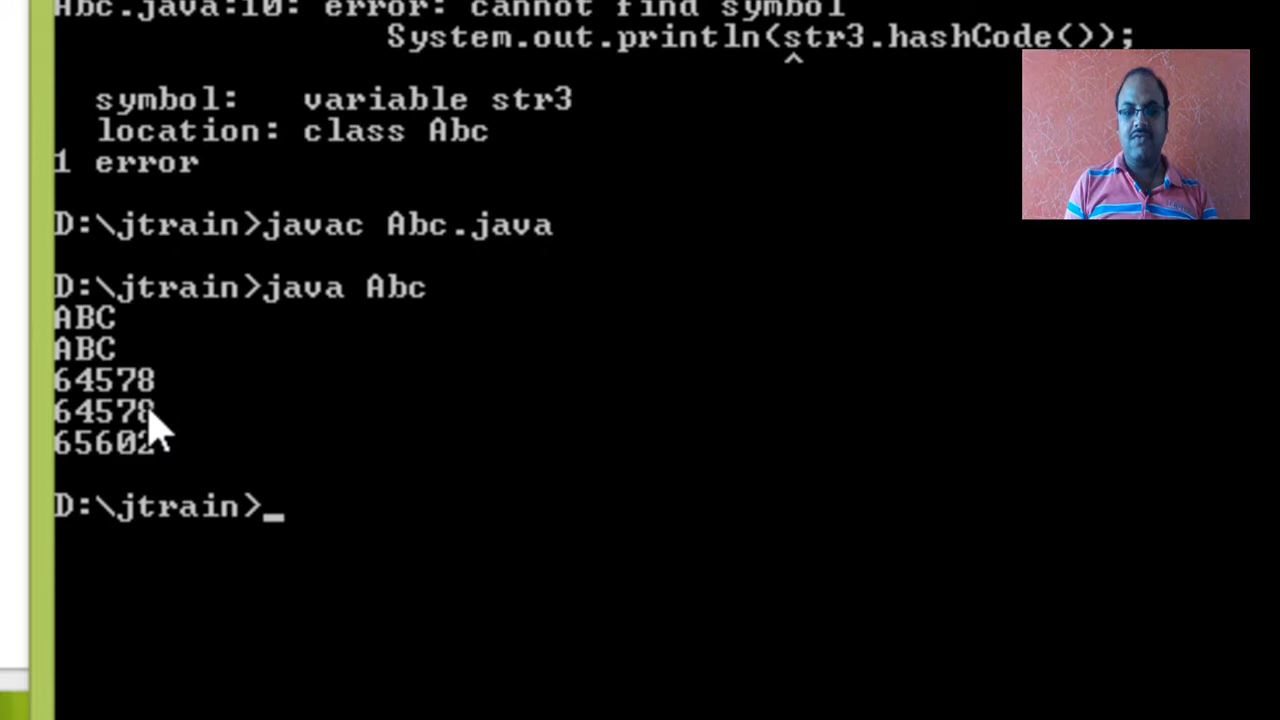 Abc.java:10: error: cannot find symbol
System.out.println(str3.hashCode());
^
symbol: variable str3
location: class Abc
1 error
D:\jtrain>javac Abc.java
D:\jtrain>java Abc
ABC
ABC
64578
64578
65602
D:\jtrain>_